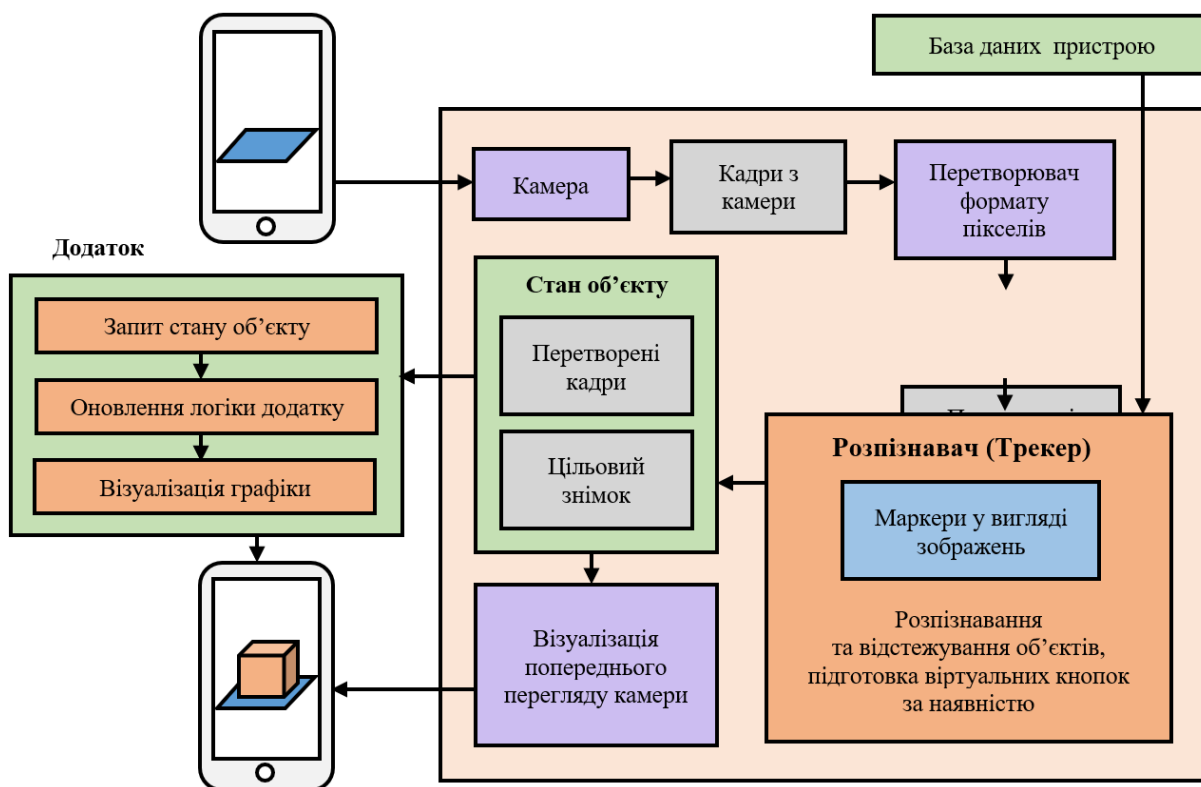 База даних пристрою
Камера
Кадри з
камери
Перетворювач
формату
пікселів
Додаток
Запит стану об’єкту
Оновлення логіки додатку
Візуалізація графіки
Стан об’єкту
Перетворені
кадри
Цільовий
знімок
Розпізнавач (Трекер)
Маркери у вигляді
зображень
Розпізнавання
та відстежування об’єктів,
підготовка віртуальних кнопок
за наявністю
Візуалізація
попереднього
перегляду камери